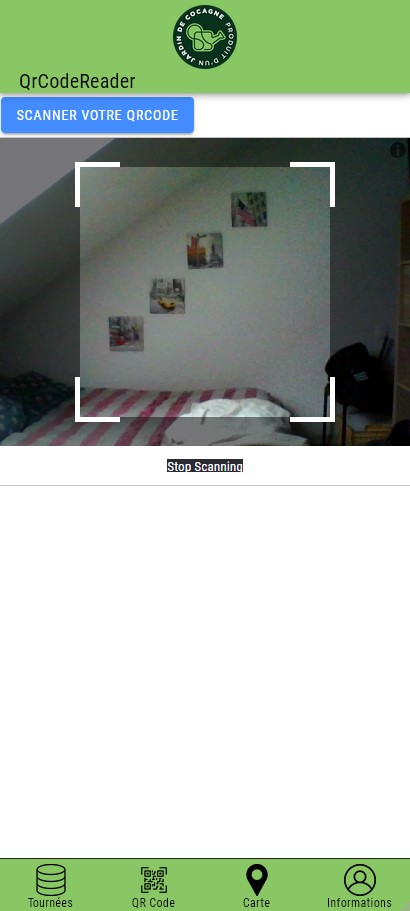 JARDIN DE COCAGNE PRODUIT D'UN
QrCodeReader
SCANNER VOTRE QRCODE
Stop Scanning
Tournées QR Code Carte Informations